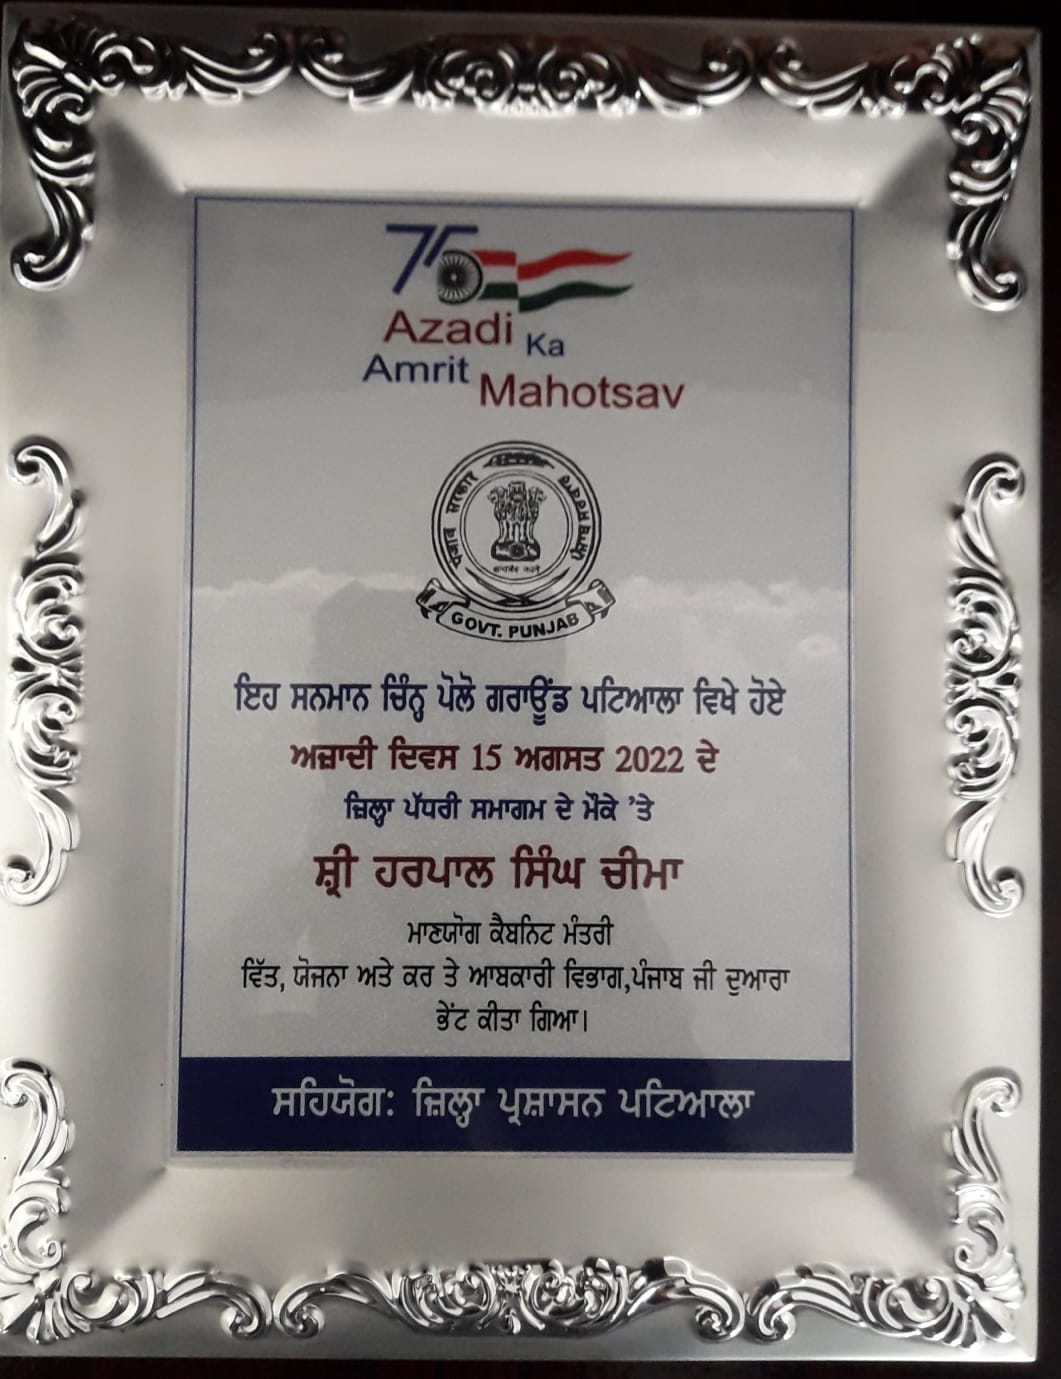 75
Azadi Ka
Amrit Mahotsav
ਪੰਜਾਬ ਸਰਕਾਰ
GOVT. PUNJAB
ਇਹ ਸਨਮਾਨ ਚਿੰਨ੍ਹ ਪੋਲੋ ਗਰਾਊਂਡ ਪਟਿਆਲਾ ਵਿਖੇ ਹੋਏ
ਅਜ਼ਾਦੀ ਦਿਵਸ 15 ਅਗਸਤ 2022 ਦੇ
ਜ਼ਿਲ੍ਹਾ ਪੱਧਰੀ ਸਮਾਗਮ ਦੇ ਮੌਕੇ 'ਤੇ
ਸ਼੍ਰੀ ਹਰਪਾਲ ਸਿੰਘ ਚੀਮਾ
ਮਾਣਯੋਗ ਕੈਬਨਿਟ ਮੰਤਰੀ
ਵਿੱਤ, ਯੋਜਨਾ ਅਤੇ ਕਰ ਤੇ ਆਬਕਾਰੀ ਵਿਭਾਗ,ਪੰਜਾਬ ਜੀ ਦੁਆਰਾ
ਭੇਂਟ ਕੀਤਾ ਗਿਆ।
ਸਹਿਯੋਗ: ਜ਼ਿਲ੍ਹਾ ਪ੍ਰਸ਼ਾਸਨ ਪਟਿਆਲਾ